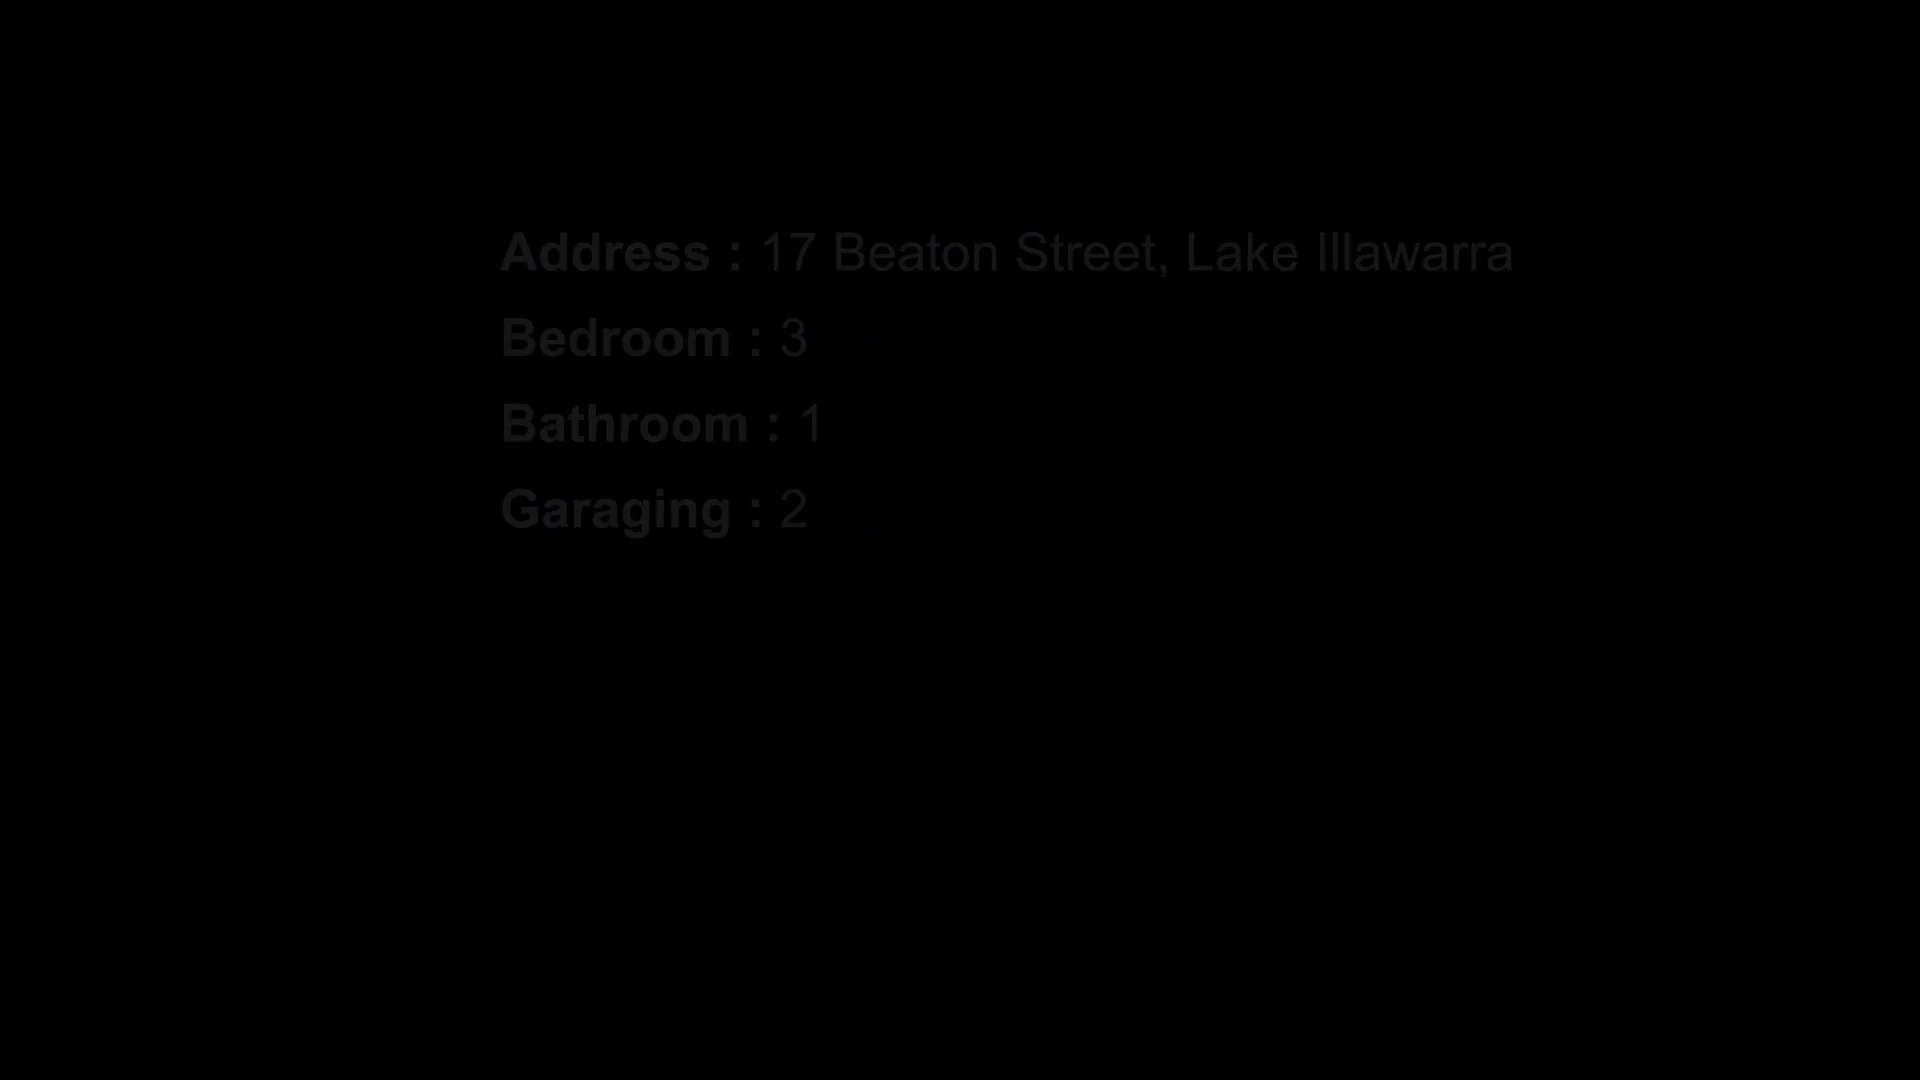 Address : 17 Beaton Street, Lake Illawarra
Bedroom : 3
Bathroom : 1
Garaging : 2